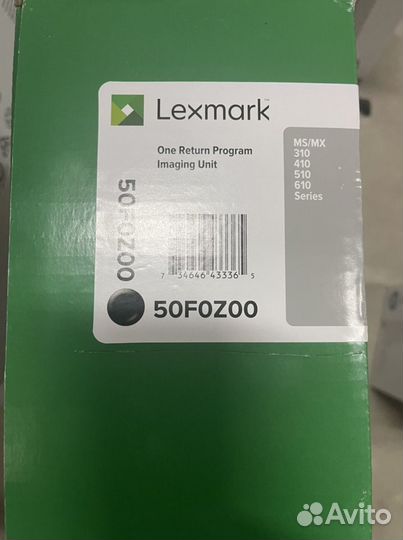 Lexmark
One Return Program
Imaging Unit
MS/MX
310
410
510
610
Series
50F0Z00
7 34646 43336 5
50F0Z00
Avito